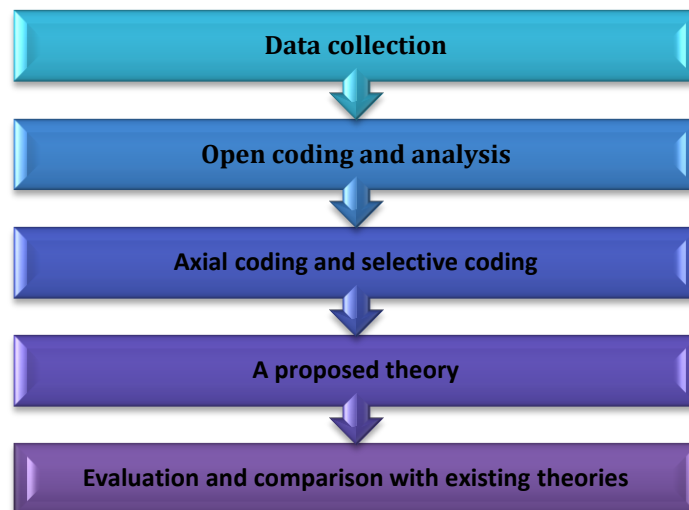 Data collection
Open coding and analysis
Axial coding and selective coding
A proposed theory
Evaluation and comparison with existing theories